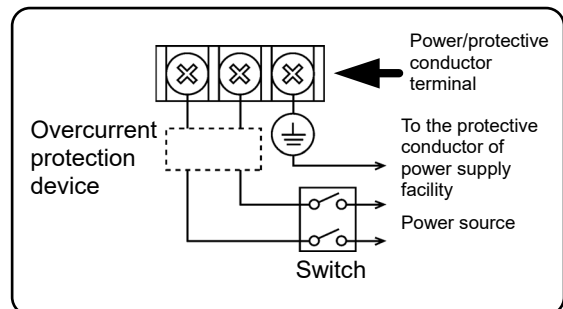 Power/protective
conductor
terminal
Overcurrent
protection
device
To the protective
conductor of
power supply
facility
Power source
Switch